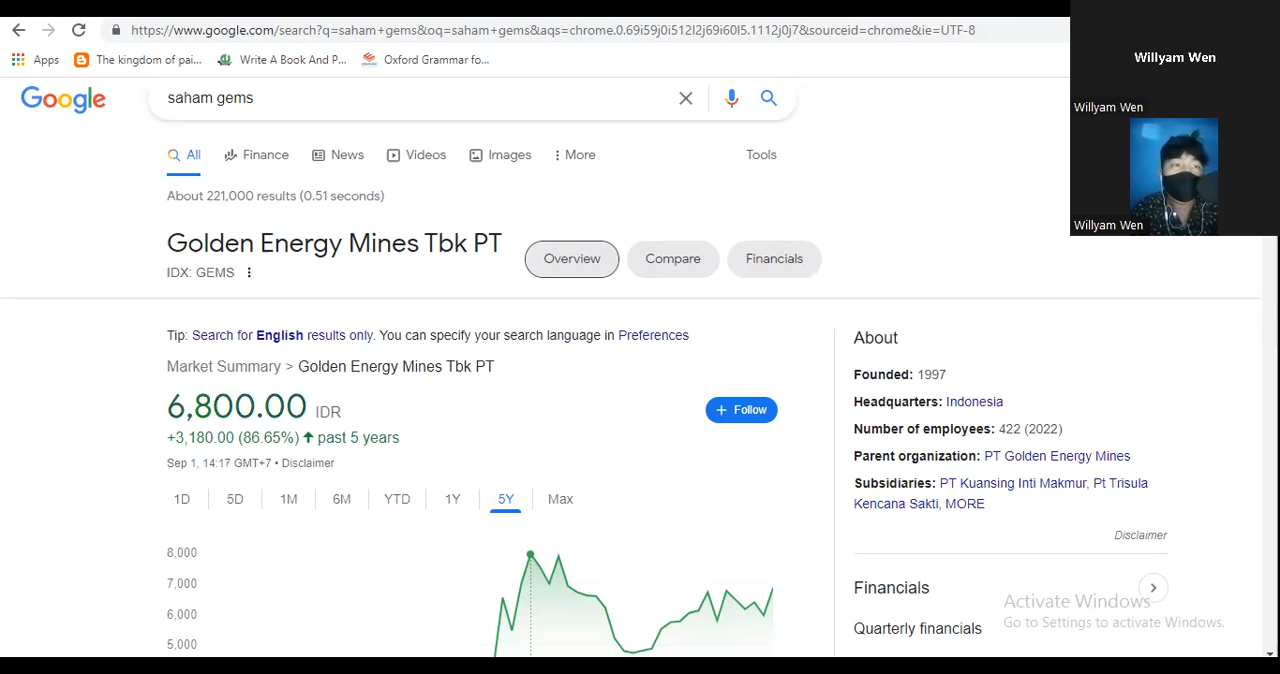 https://www.google.com/search?q=saham+gems&oq=saham+gems&aqs=chrome.0.69i59j0i512l2j69i60l5.1112j0j7&sourceid=chrome&ie=UTF-8
Apps The kingdom of pai... Write A Book And P... Oxford Grammar fo...
Willyam Wen
Willyam Wen
Willyam Wen
Google saham gems
All Finance News Videos Images More Tools
About 221,000 results (0.51 seconds)
Golden Energy Mines Tbk PT
IDX: GEMS
Overview Compare Financials
Tip: Search for English results only. You can specify your search language in Preferences
Market Summary > Golden Energy Mines Tbk PT
6,800.00 IDR
+ Follow
+3,180.00 (86.65%) ↑ past 5 years
Sep 1, 14:17 GMT+7 • Disclaimer
1D 5D 1M 6M YTD 1Y 5Y Max
8,000
7,000
6,000
5,000
About
Founded: 1997
Headquarters: Indonesia
Number of employees: 422 (2022)
Parent organization: PT Golden Energy Mines
Subsidiaries: PT Kuansing Inti Makmur, Pt Trisula
Kencana Sakti, MORE
Disclaimer
Financials
Quarterly financials
Activate Windows
Go to Settings to activate Windows.